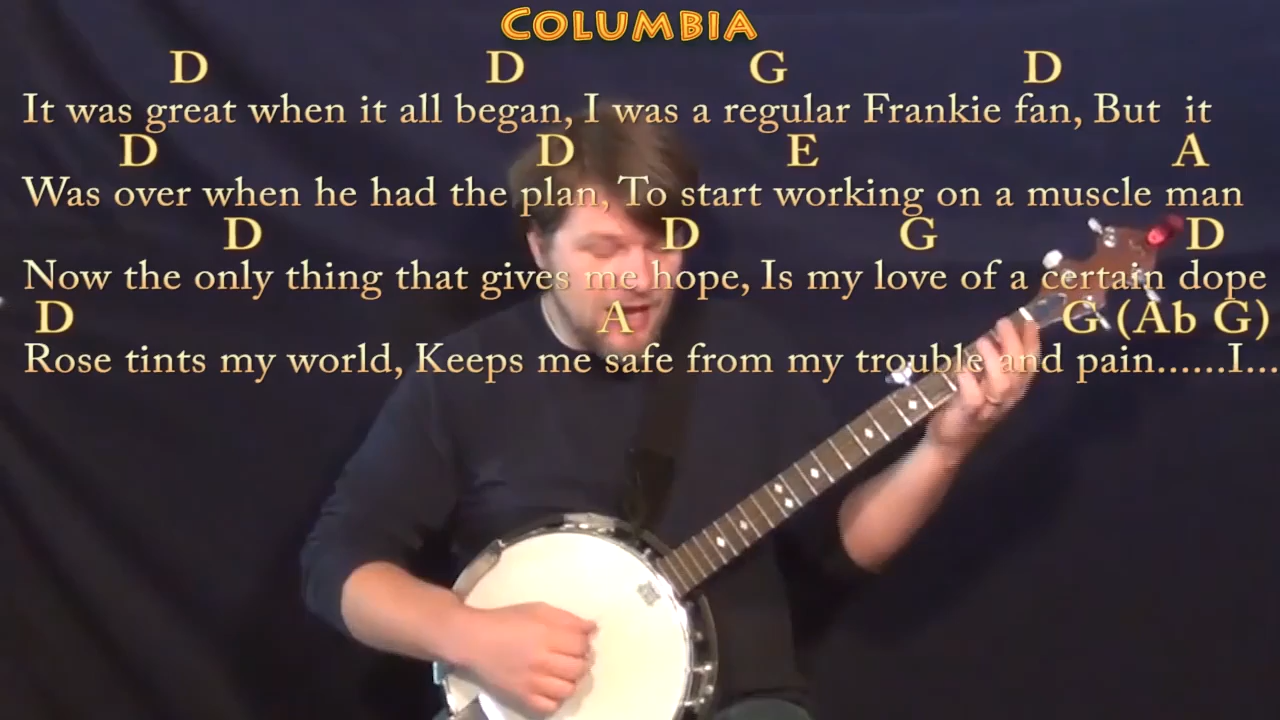 COLUMBIA
D D G D
It was great when it all began, I was a regular Frankie fan, But it
D D E A
Was over when he had the plan, To start working on a muscle man
D D G D
Now the only thing that gives me hope, Is my love of a certain dope
D A G (Ab G)
Rose tints my world, Keeps me safe from my trouble and pain......I...